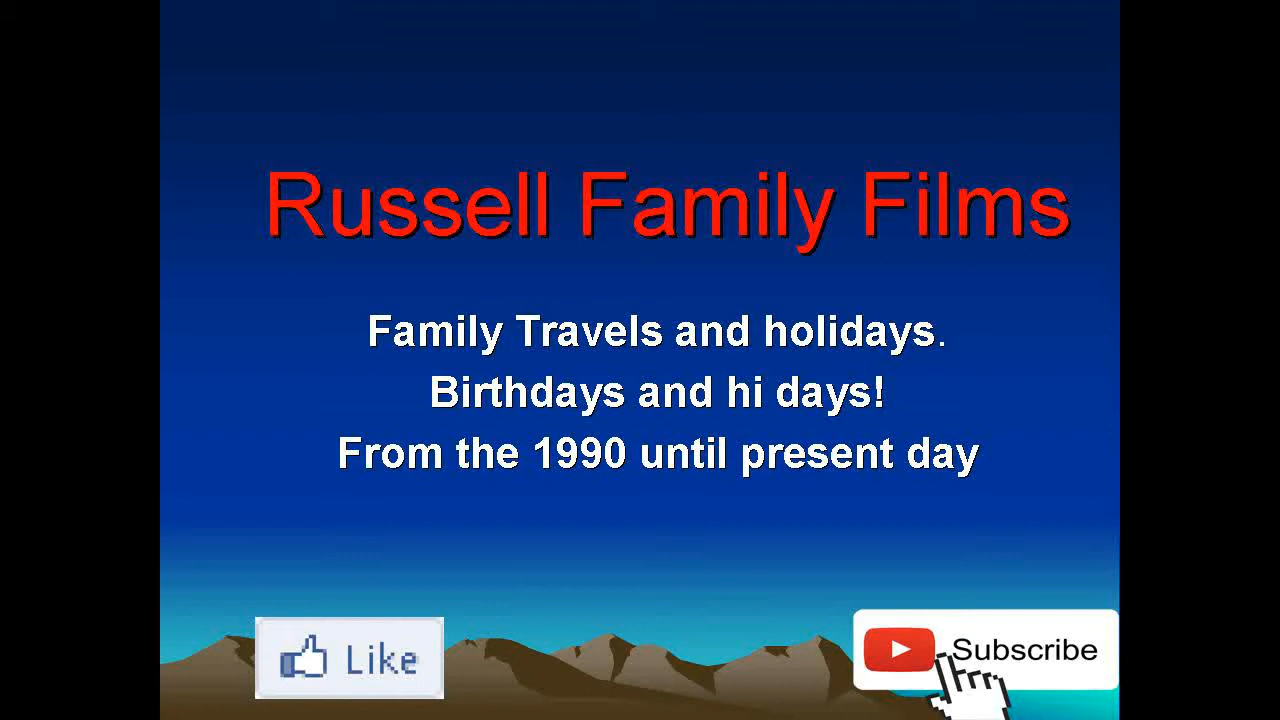 Russell Family Films
Family Travels and holidays.
Birthdays and hi days!
From the 1990 until present day
Like
Subscribe